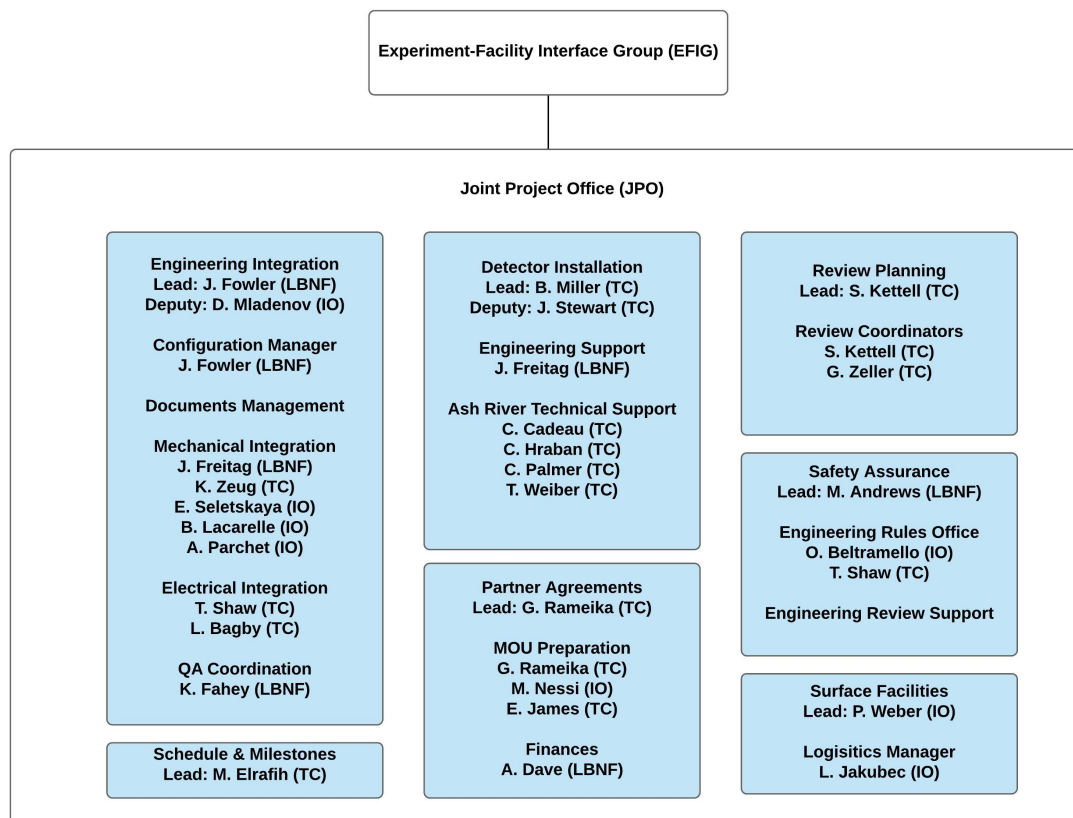 Experiment-Facility Interface Group (EFIG)
Joint Project Office (JPO)
Engineering Integration
Lead: J. Fowler (LBNF)
Deputy: D. Mladenov (IO)
Configuration Manager
J. Fowler (LBNF)
Documents Management
Mechanical Integration
J. Freitag (LBNF)
K. Zeug (TC)
E. Seletskaya (IO)
B. Lacarelle (IO)
A. Parchet (IO)
Electrical Integration
T. Shaw (TC)
L. Bagby (TC)
QA Coordination
K. Fahey (LBNF)
Schedule & Milestones
Lead: M. Elrafih (TC)
Detector Installation
Lead: B. Miller (TC)
Deputy: J. Stewart (TC)
Engineering Support
J. Freitag (LBNF)
Ash River Technical Support
C. Cadeau (TC)
C. Hraban (TC)
C. Palmer (TC)
T. Weiber (TC)
Partner Agreements
Lead: G. Rameika (TC)
MOU Preparation
G. Rameika (TC)
M. Nessi (IO)
E. James (TC)
Finances
A. Dave (LBNF)
Review Planning
Lead: S. Kettell (TC)
Review Coordinators
S. Kettell (TC)
G. Zeller (TC)
Safety Assurance
Lead: M. Andrews (LBNF)
Engineering Rules Office
O. Beltramello (IO)
T. Shaw (TC)
Engineering Review Support
Surface Facilities
Lead: P. Weber (IO)
Logisitics Manager
L. Jakubec (IO)